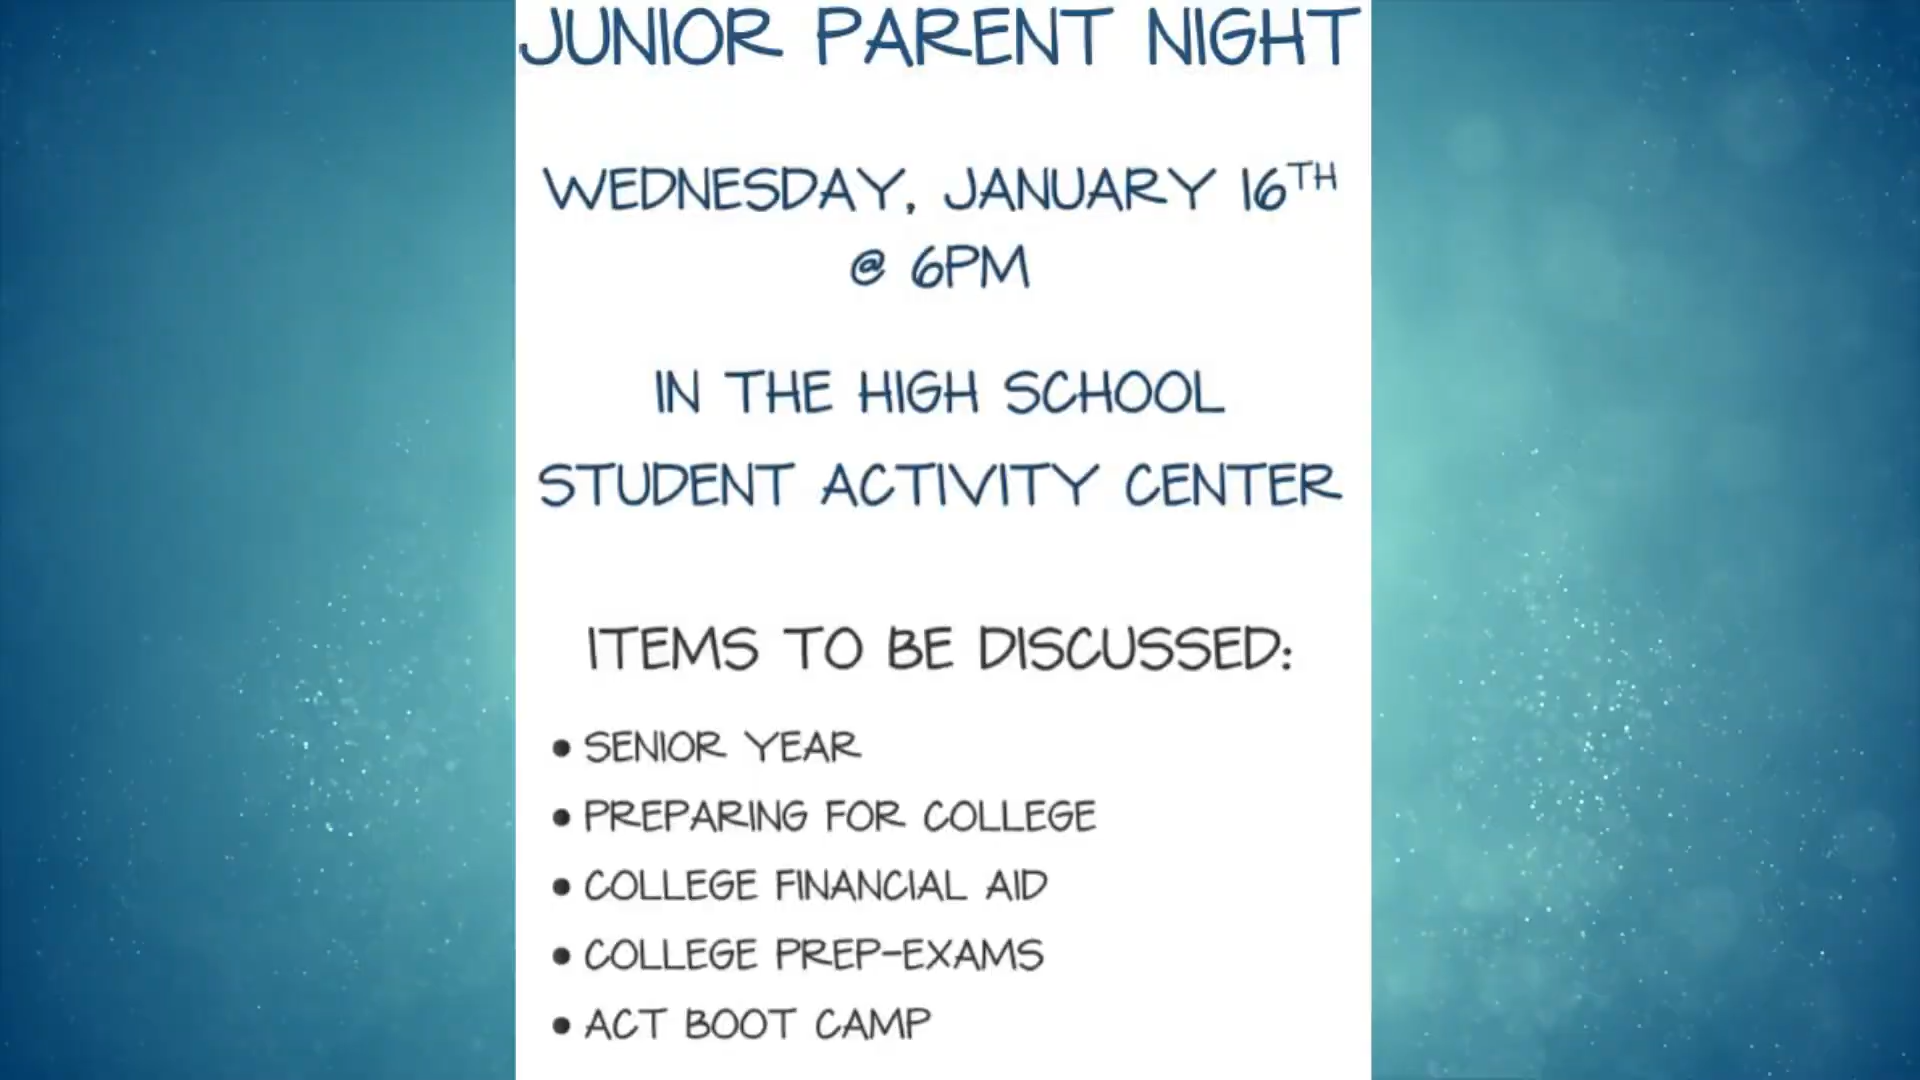 JUNIOR PARENT NIGHT
WEDNESDAY, JANUARY 16TH
@ 6PM
IN THE HIGH SCHOOL
STUDENT ACTIVITY CENTER
ITEMS TO BE DISCUSSED:
• SENIOR YEAR
• PREPARING FOR COLLEGE
• COLLEGE FINANCIAL AID
• COLLEGE PREP-EXAMS
• ACT BOOT CAMP